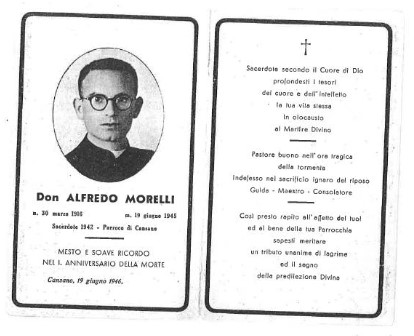 Don ALFREDO MORELLI
n. 30 marzo
m. 19 giugno 1945
Sacerdote 1942 - Parroco di Canzano
MESTO E SOAVE RICORDO
NEL I. ANNIVERSARIO DELLA MORTE
Canzano, 19 giugno 1946.
Sacerdote secondo il Cuore di Dio
profondesti i tesori
del cuore e dell'intelletto
la tua vita stessa
in olocausto
al Martire Divino
Pastore buono nell'ora tragica
della tormenta
indefesso nel sacrificio ignaro del riposo
Guida - Maestro - Consolatore
Così presto rapito all'affetto dei tuoi
ed al bene della tua Parrocchia
sapesti meritare
un tributo unanime di lagrime
ed il segno
della predilezione Divina